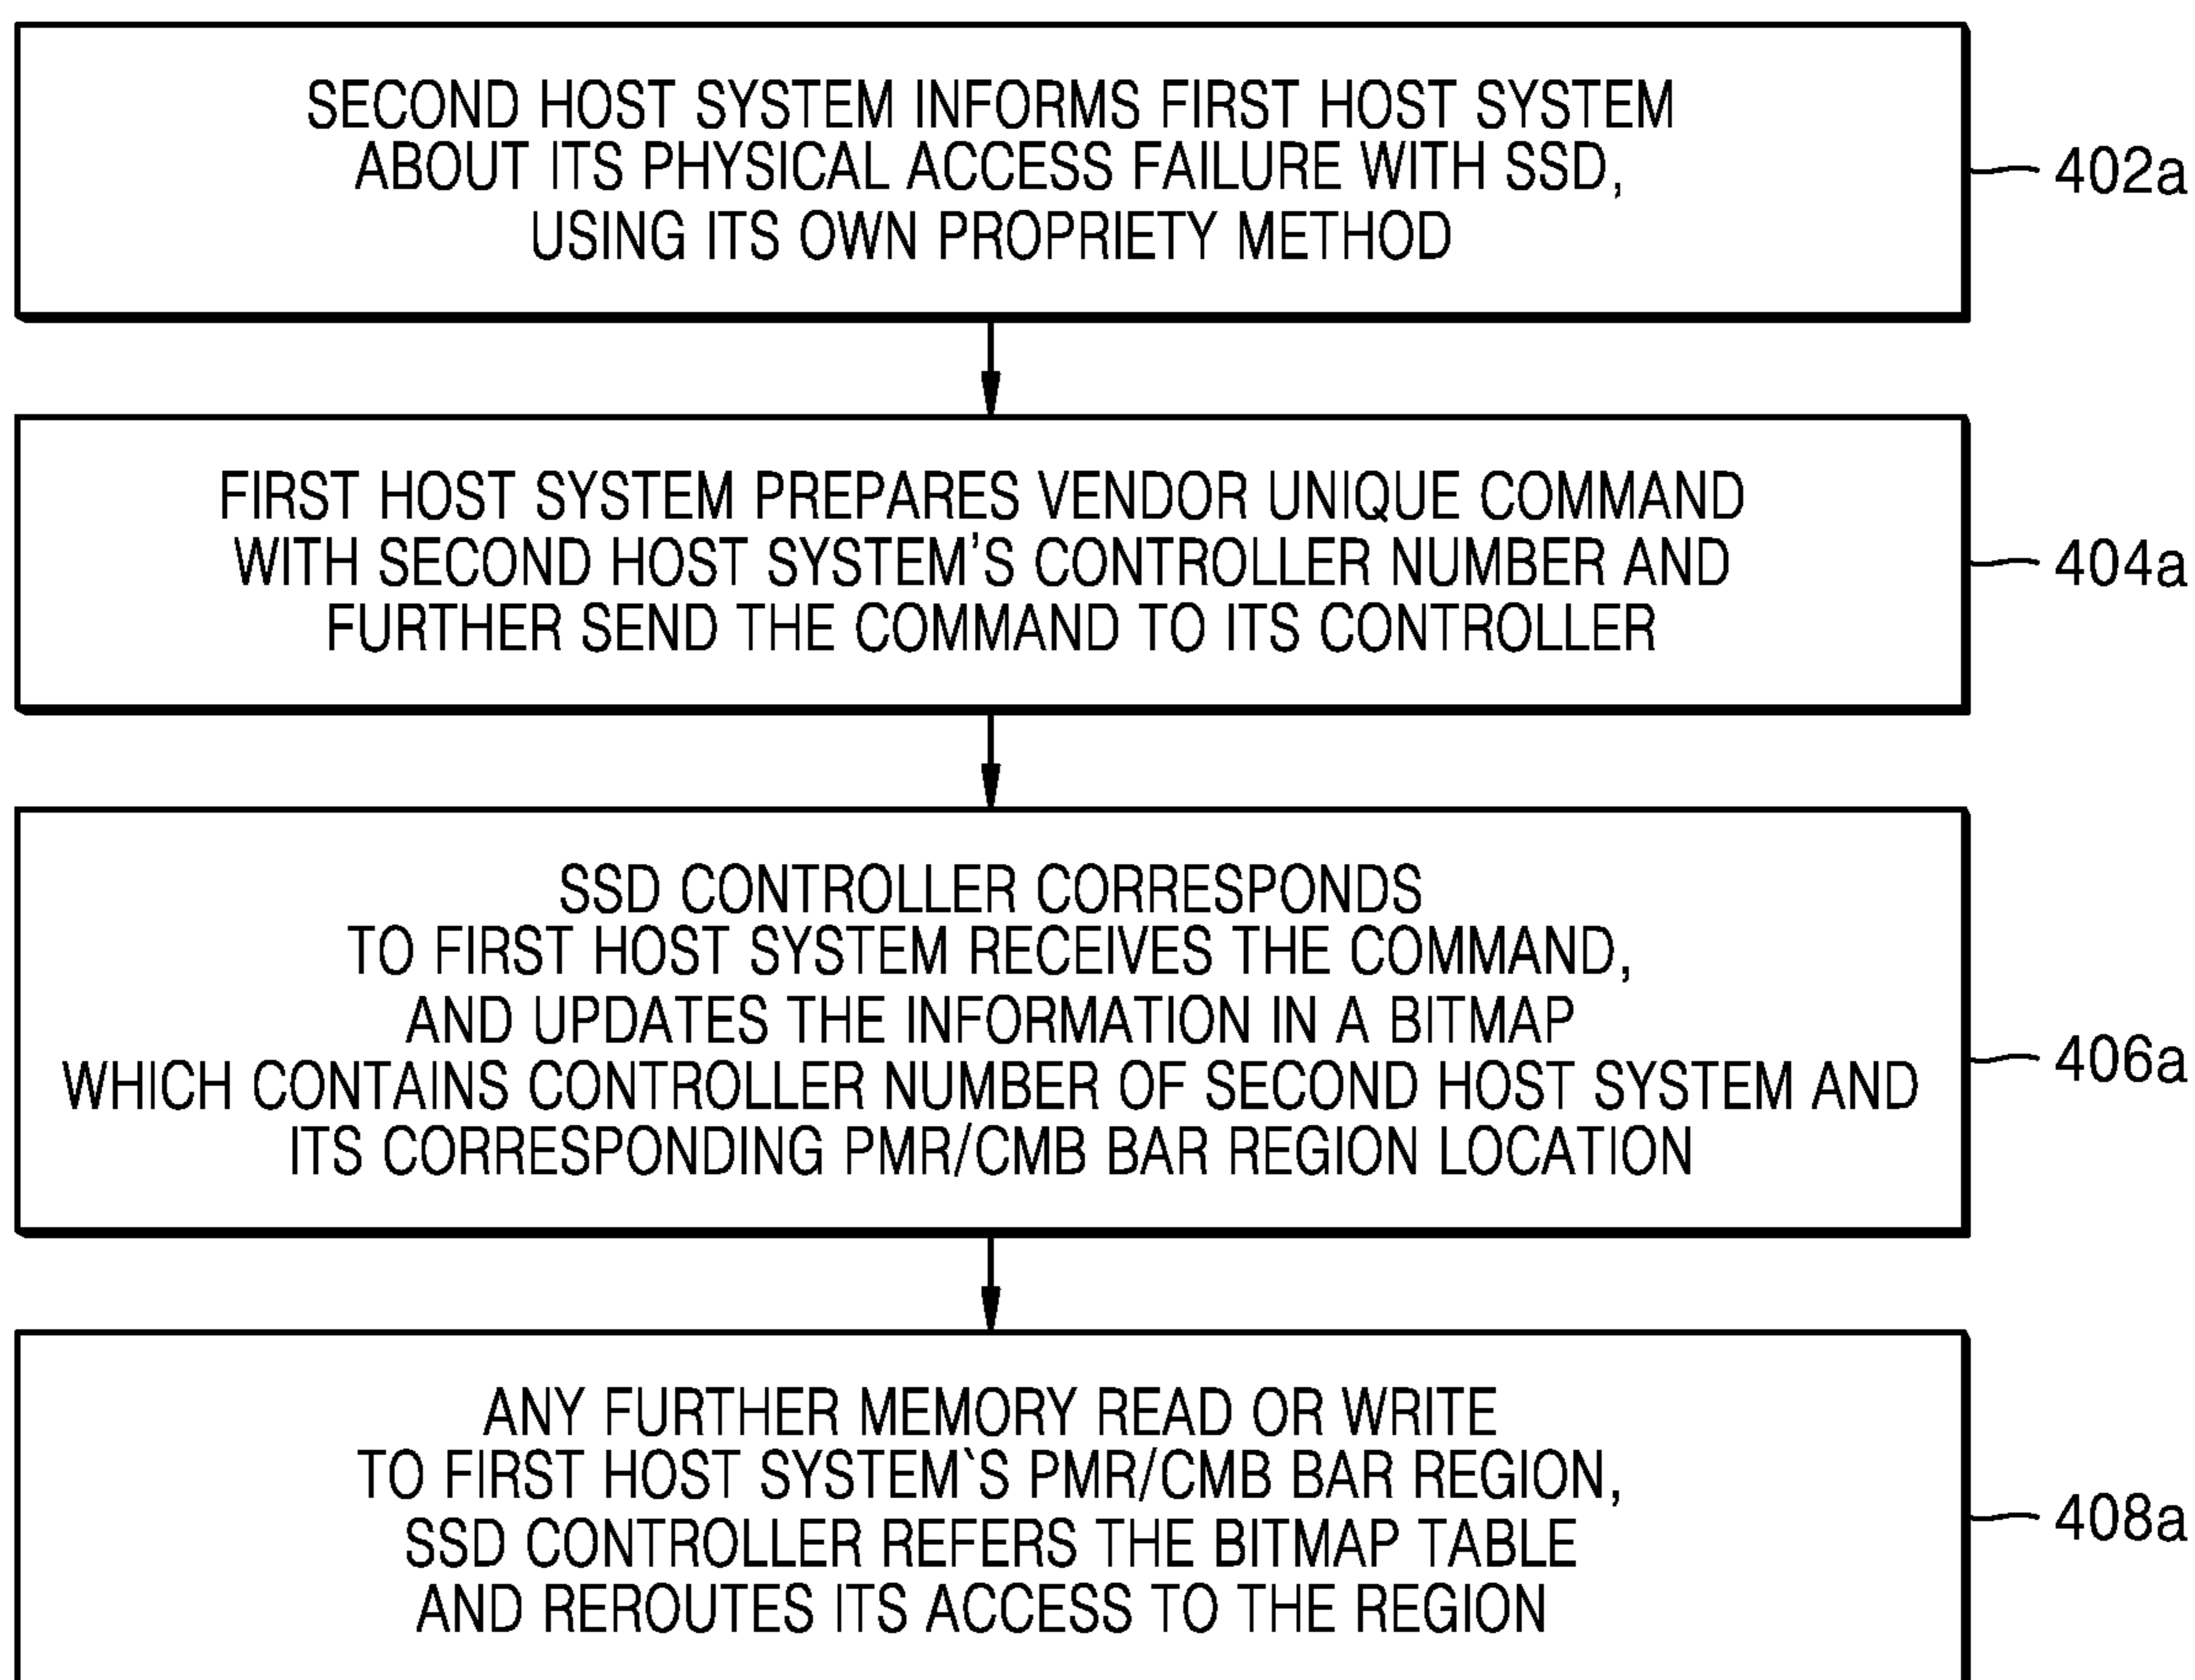 SECOND HOST SYSTEM INFORMS FIRST HOST SYSTEM
ABOUT ITS PHYSICAL ACCESS FAILURE WITH SSD,
USING ITS OWN PROPRIETY METHOD
402a
FIRST HOST SYSTEM PREPARES VENDOR UNIQUE COMMAND
WITH SECOND HOST SYSTEM'S CONTROLLER NUMBER AND
FURTHER SEND THE COMMAND TO ITS CONTROLLER
404a
SSD CONTROLLER CORRESPONDS
TO FIRST HOST SYSTEM RECEIVES THE COMMAND,
AND UPDATES THE INFORMATION IN A BITMAP
WHICH CONTAINS CONTROLLER NUMBER OF SECOND HOST SYSTEM AND
ITS CORRESPONDING PMR/CMB BAR REGION LOCATION
406a
ANY FURTHER MEMORY READ OR WRITE
TO FIRST HOST SYSTEM`S PMR/CMB BAR REGION,
SSD CONTROLLER REFERS THE BITMAP TABLE
AND REROUTES ITS ACCESS TO THE REGION
408a